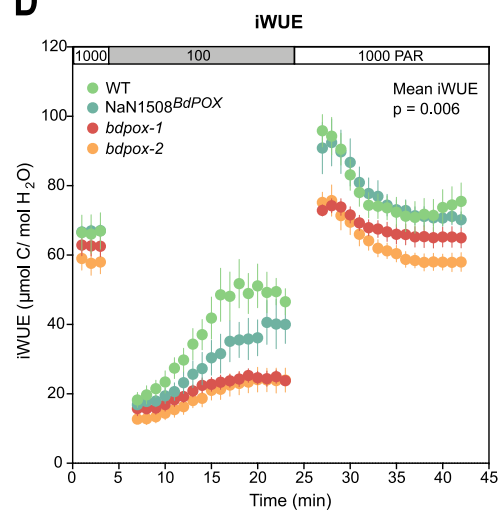 D
iWUE
1000 100 1000 PAR
WT
NaN1508BdPOX
bdpox-1
bdpox-2
Mean iWUE
p = 0.006
iWUE (μmol C/ mol H2O)
120
100
80
60
40
20
0
0 5 10 15 20 25 30 35 40 45
Time (min)